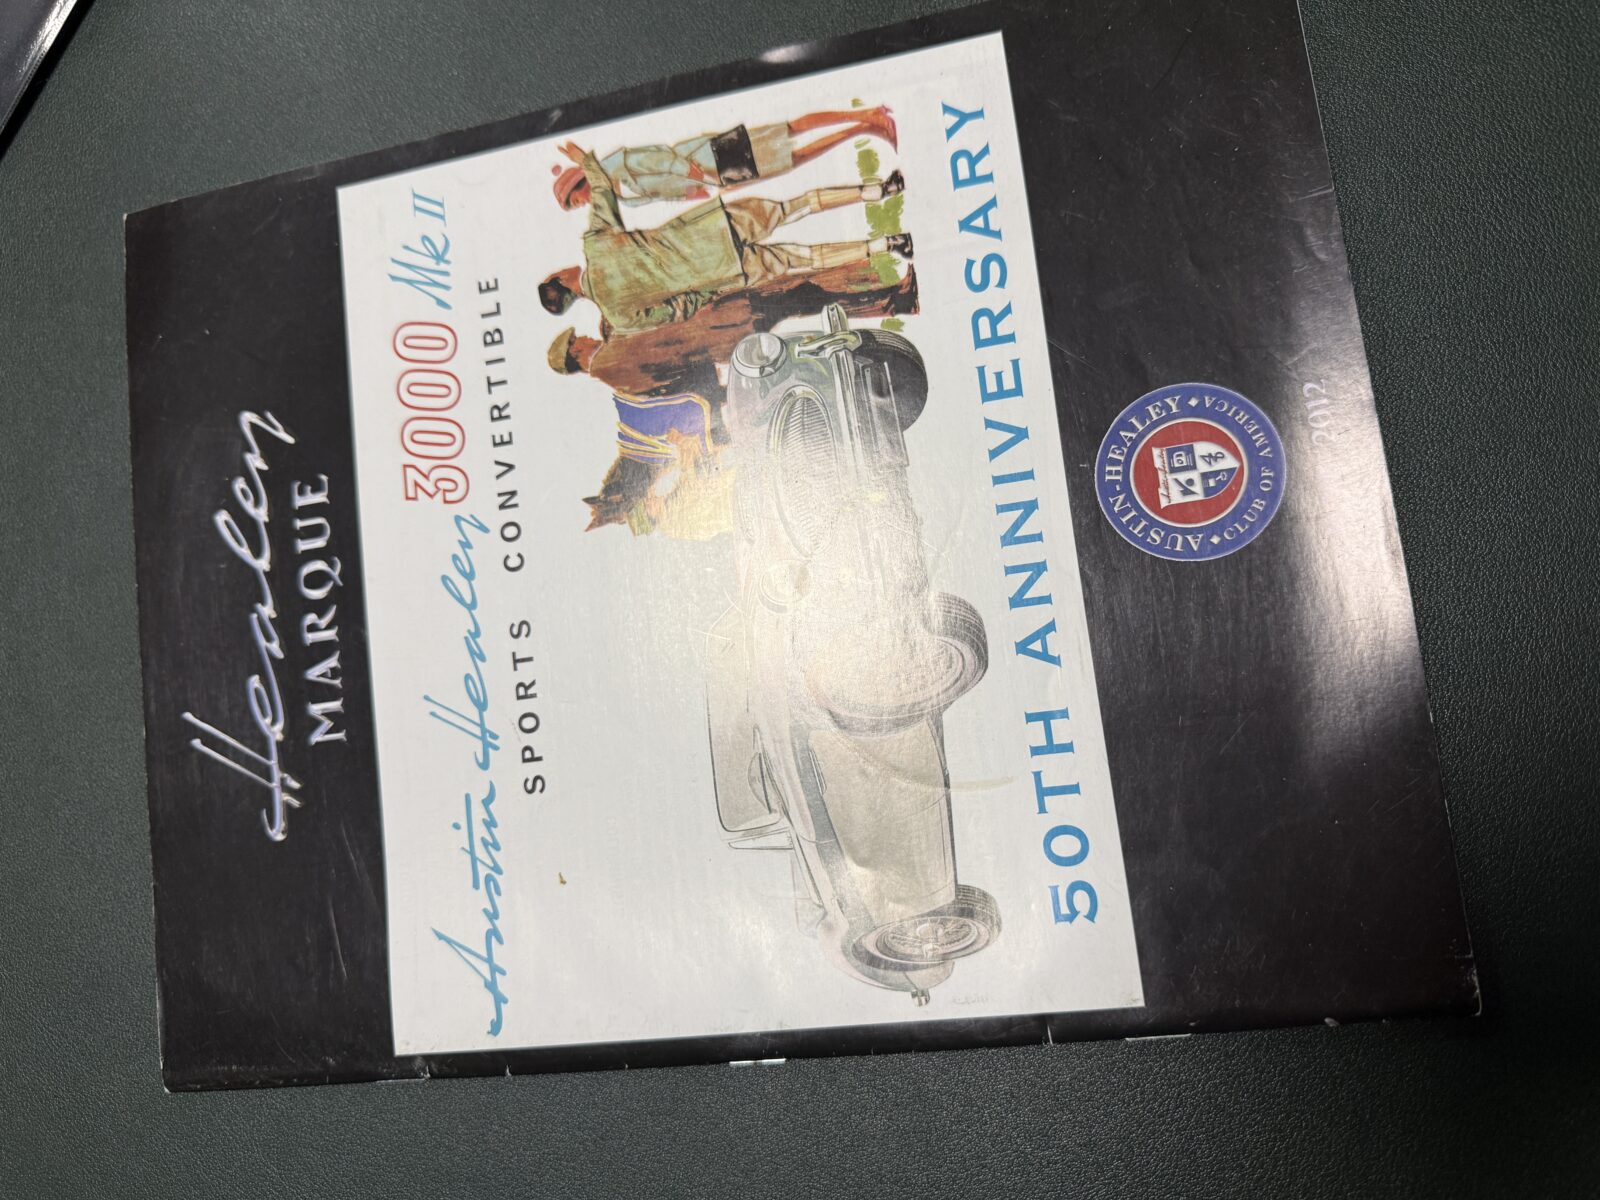 Healey
MARQUE
Austin Healey 3000 Mk II
SPORTS CONVERTIBLE
50TH ANNIVERSARY
AUSTIN-HEALEY
CLUB OF AMERICA
2012